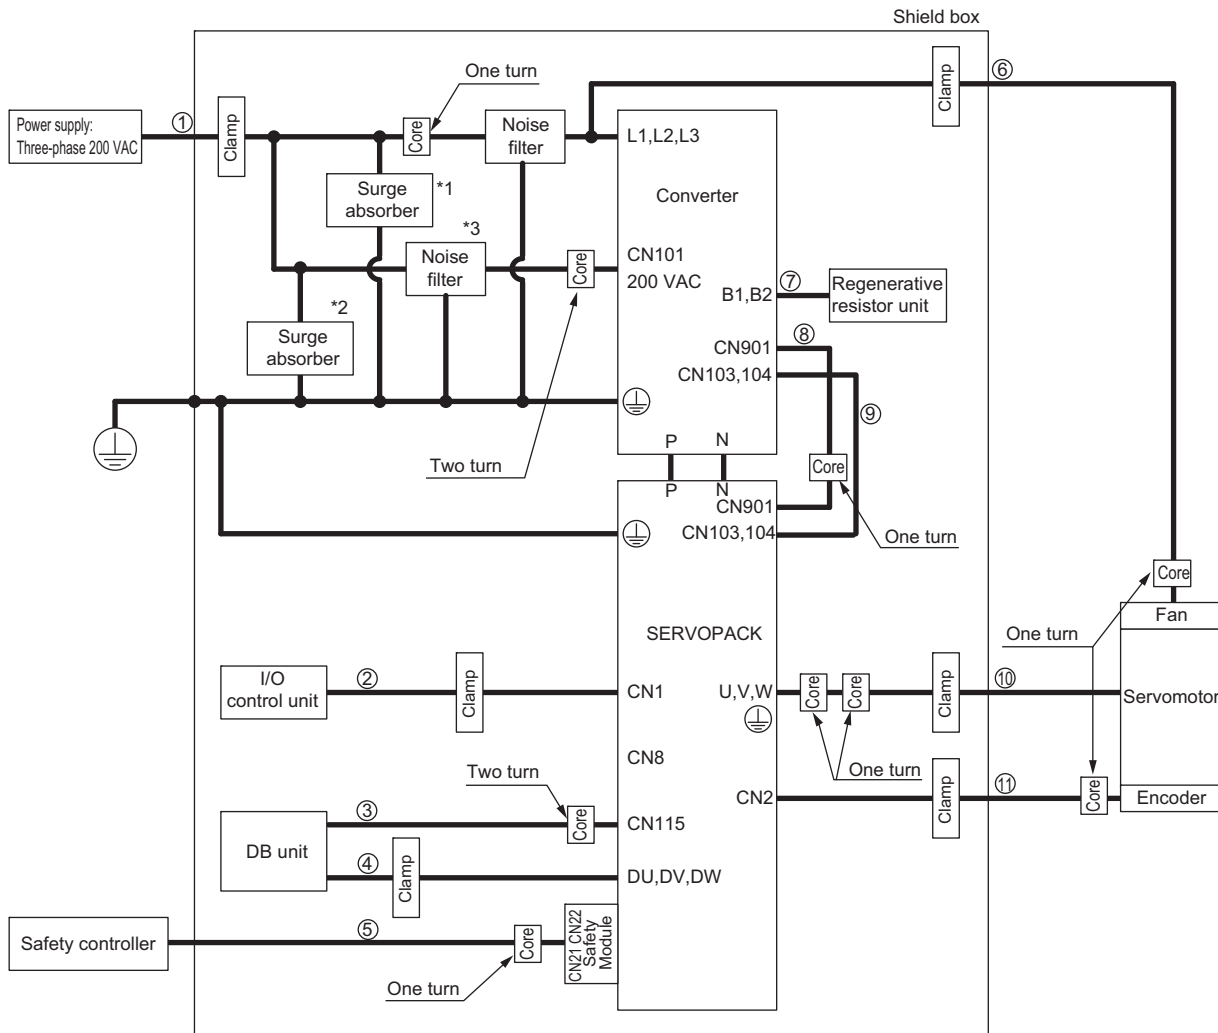 Shield box
One turn
⑥
Clamp
Power supply:
Three-phase 200 VAC
①
Clamp
Core
Noise
filter
L1,L2,L3
Surge
absorber
*1
Converter
*3
Noise
filter
Core
CN101
200 VAC
B1,B2
⑦
Regenerative
resistor unit
*2
Surge
absorber
CN901
⑧
CN103,104
⑨
Two turn
P
N
Core
P
N
CN901
CN103,104
One turn
Core
Fan
SERVOPACK
One turn
I/O
control unit
②
Clamp
CN1
U,V,W
Core
Core
Clamp
⑩
Servomotor
CN8
One turn
Two turn
CN2
Clamp
⑪
Core
Encoder
DB unit
③
Core
CN115
④
Clamp
DU,DV,DW
Safety controller
⑤
Core
CN21 CN22
Safety
Module
One turn